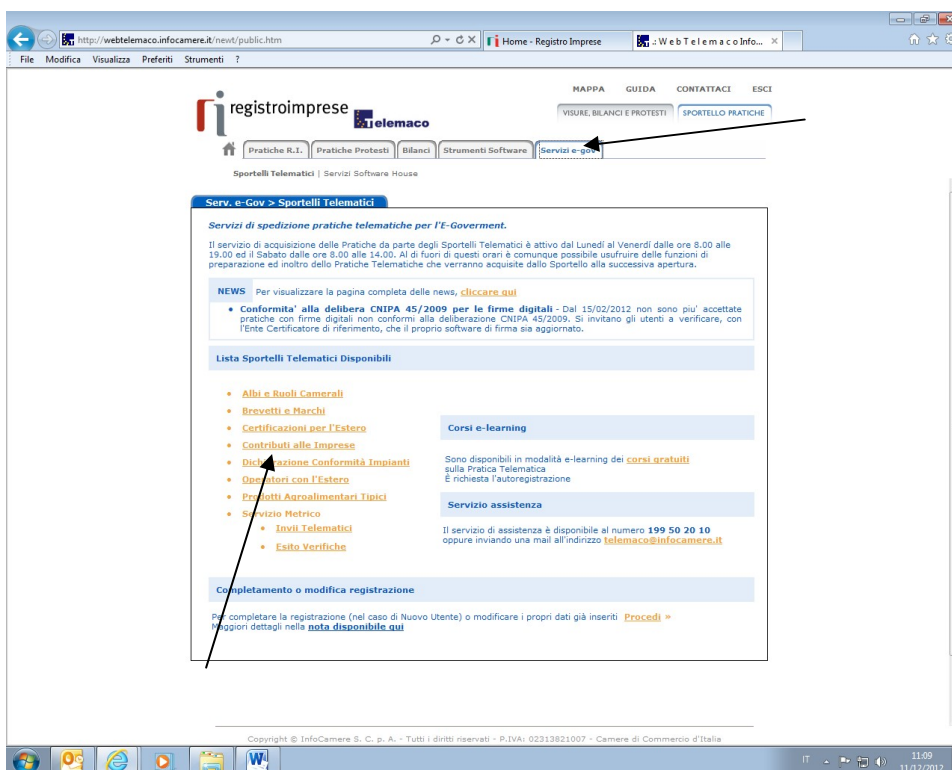 http://webtelemaco.infocamere.it/newt/public.htm
Home - Registro Imprese
.: W e b T e l e m a c o Info...
File Modifica Visualizza Preferiti Strumenti ?
MAPPA GUIDA CONTATTACI ESCI
registroimprese
Telemaco
VISURE, BILANCI E PROTESTI SPORTELLO PRATICHE
Pratiche R.I. Pratiche Protesti Bilanci Strumenti Software Servizi e-gov
Sportelli Telematici | Servizi Software House
Serv. e-Gov > Sportelli Telematici
Servizi di spedizione pratiche telematiche per l'E-Goverment.
Il servizio di acquisizione delle Pratiche da parte degli Sportelli Telematici è attivo dal Lunedí al Venerdí dalle ore 8.00 alle
19.00 ed il Sabato dalle ore 8.00 alle 14.00. Al di fuori di questi orari è comunque possibile usufruire delle funzioni di
preparazione ed inoltro dello Pratiche Telematiche che verranno acquisite dallo Sportello alla successiva apertura.
NEWS Per visualizzare la pagina completa delle news, cliccare qui
• Conformita' alla delibera CNIPA 45/2009 per le firme digitali - Dal 15/02/2012 non sono piu' accettate
pratiche con firme digitali non conformi alla deliberazione CNIPA 45/2009. Si invitano gli utenti a verificare, con
l'Ente Certificatore di riferimento, che il proprio software di firma sia aggiornato.
Lista Sportelli Telematici Disponibili
• Albi e Ruoli Camerali
• Brevetti e Marchi
• Certificazioni per l'Estero
• Contributi alle Imprese
• Dichiarazione Conformità Impianti
• Operatori con l'Estero
• Prodotti Agroalimentari Tipici
• Servizio Metrico
• Invii Telematici
• Esito Verifiche
Corsi e-learning
Sono disponibili in modalità e-learning dei corsi gratuiti
sulla Pratica Telematica
É richiesta l'autoregistrazione
Servizio assistenza
Il servizio di assistenza è disponibile al numero 199 50 20 10
oppure inviando una mail all'indirizzo telemaco@infocamere.it
Completamento o modifica registrazione
Per completare la registrazione (nel caso di Nuovo Utente) o modificare i propri dati già inseriti Procedi »
Maggiori dettagli nella nota disponibile qui
Copyright © InfoCamere S. C. p. A. - Tutti i diritti riservati - P.IVA: 02313821007 - Camere di Commercio d'Italia
IT
11:09
11/12/2012